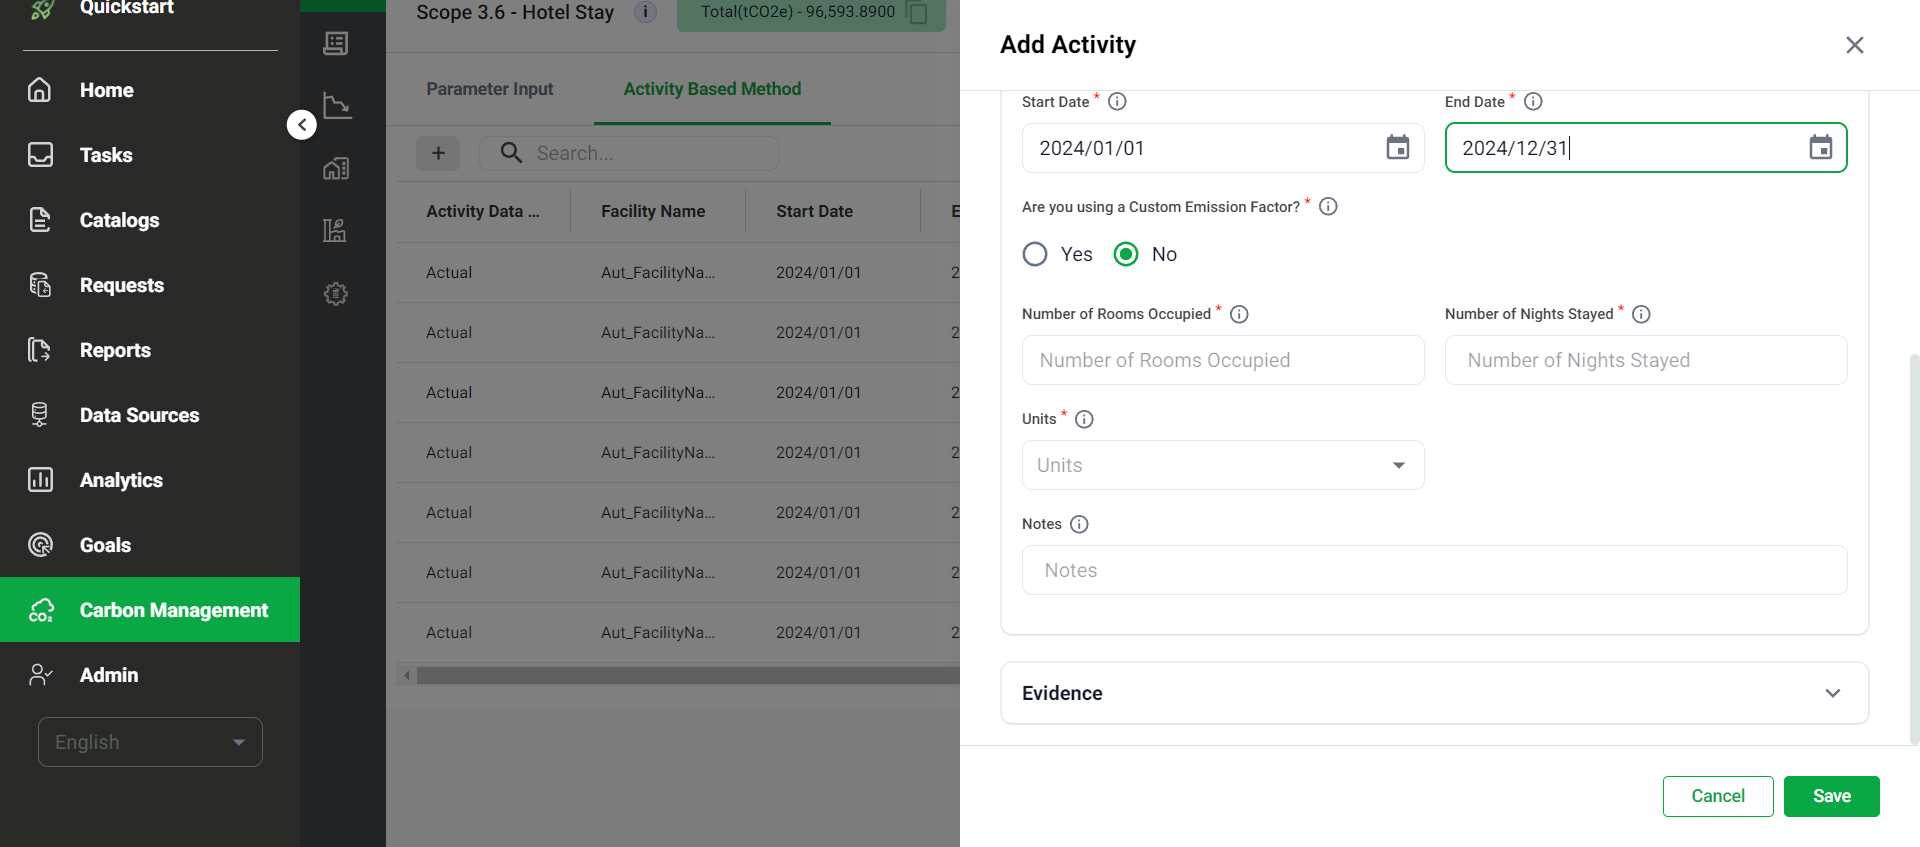 Quickstart
Home
Tasks
Catalogs
Requests
Reports
Data Sources
Analytics
Goals
CO₂
Carbon Management
Admin
English
Scope 3.6 - Hotel Stay
Total(tCO2e) - 96,593.8900
Parameter Input
Activity Based Method
+
Search...
Activity Data ... Facility Name Start Date E
Actual Aut_FacilityNa... 2024/01/01 2
Actual Aut_FacilityNa... 2024/01/01 2
Actual Aut_FacilityNa... 2024/01/01 2
Actual Aut_FacilityNa... 2024/01/01 2
Actual Aut_FacilityNa... 2024/01/01 2
Actual Aut_FacilityNa... 2024/01/01 2
Actual Aut_FacilityNa... 2024/01/01 2
Add Activity
Start Date *
2024/01/01
End Date *
2024/12/31
Are you using a Custom Emission Factor? *
Yes No
Number of Rooms Occupied *
Number of Rooms Occupied
Number of Nights Stayed *
Number of Nights Stayed
Units *
Units
Notes
Notes
Evidence
Cancel Save